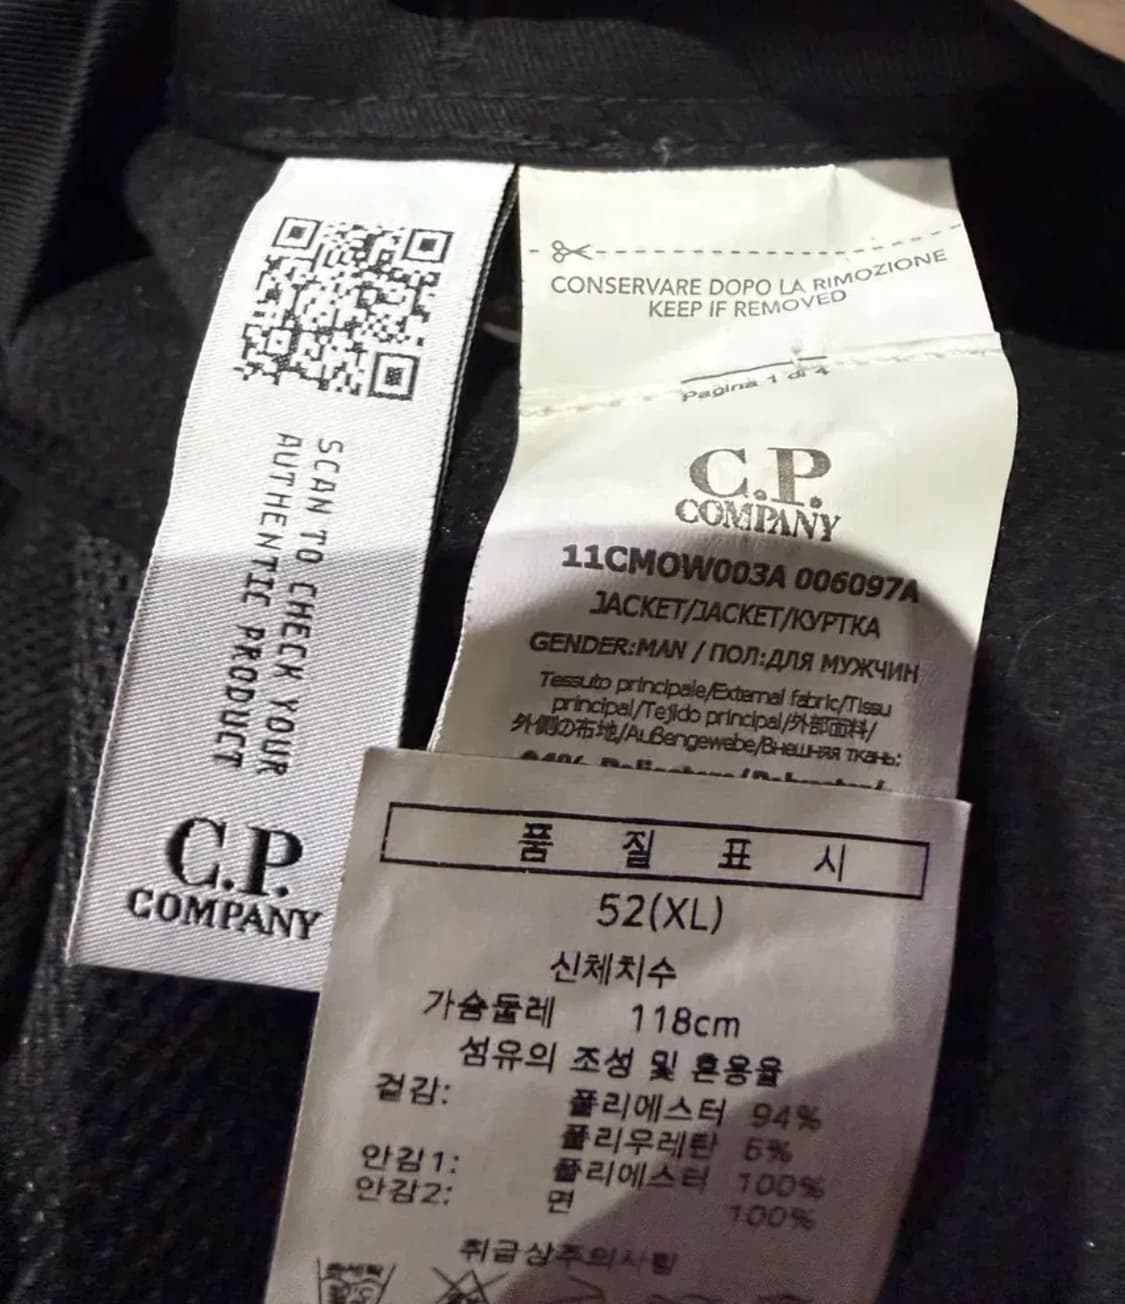 SCAN TO CHECK YOUR
AUTHENTIC PRODUCT
C.P.
COMPANY
CONSERVARE DOPO LA RIMOZIONE
KEEP IF REMOVED
Pagina 1 di 4
C.P.
COMPANY
11CMOW003A 006097A
JACKET/JACKET/КУРТКА
GENDER:MAN / ПОЛ:ДЛЯ МУЖЧИН
Tessuto principale/External fabric/Tissu
principal/Tejido principal/外部面料/
外側の布地/Außengewebe/Внешняя ткань:
품 질 표 시
52(XL)
신체치수
가슴둘레 118cm
섬유의 조성 및 혼용율
겉감: 폴리에스터 94%
폴리우레탄 6%
안감1: 폴리에스터 100%
안감2: 면 100%
취급상주의사항